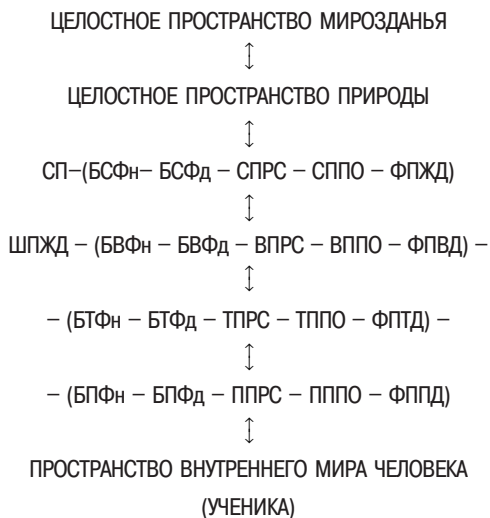 ЦЕЛОСТНОЕ ПРОСТРАНСТВО МИРОЗДАНЬЯ
↕
ЦЕЛОСТНОЕ ПРОСТРАНСТВО ПРИРОДЫ
↕
СП–(БСФн– БСФд – СПРС – СППО – ФПЖД)
↕
ШПЖД – (БВФн – БВФд – ВПРС – ВППО – ФПВД) –
↕
– (БТФн – БТФд – ТПРС – ТППО – ФПТД) –
↕
– (БПФн – БПФд – ППРС – ПППО – ФППД)
↕
ПРОСТРАНСТВО ВНУТРЕННЕГО МИРА ЧЕЛОВЕКА
(УЧЕНИКА)